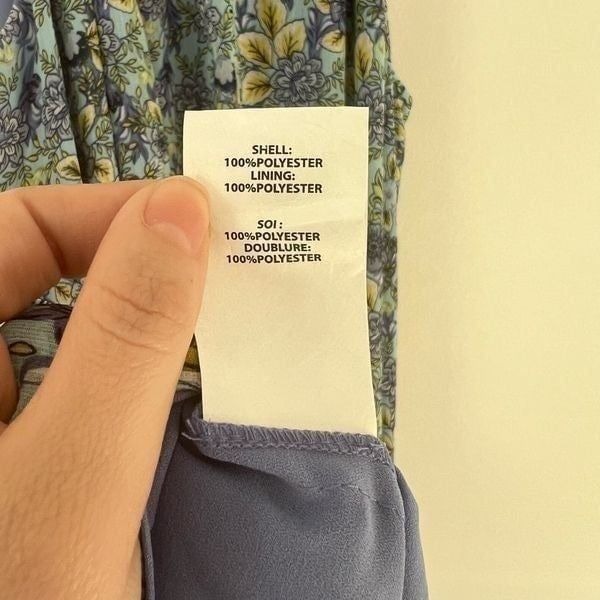 SHELL:
100%POLYESTER
LINING:
100%POLYESTER
SOI :
100%POLYESTER
DOUBLURE:
100%POLYESTER